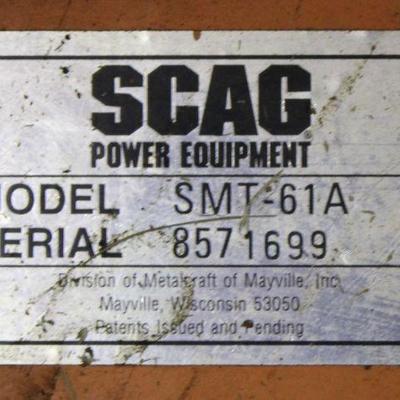 SCAG®
POWER EQUIPMENT
MODEL SMT-61A
ERIAL 8571699
Division of Metalcraft of Mayville, Inc.
Mayville, Wisconsin 53050
Patents Issued and Pending